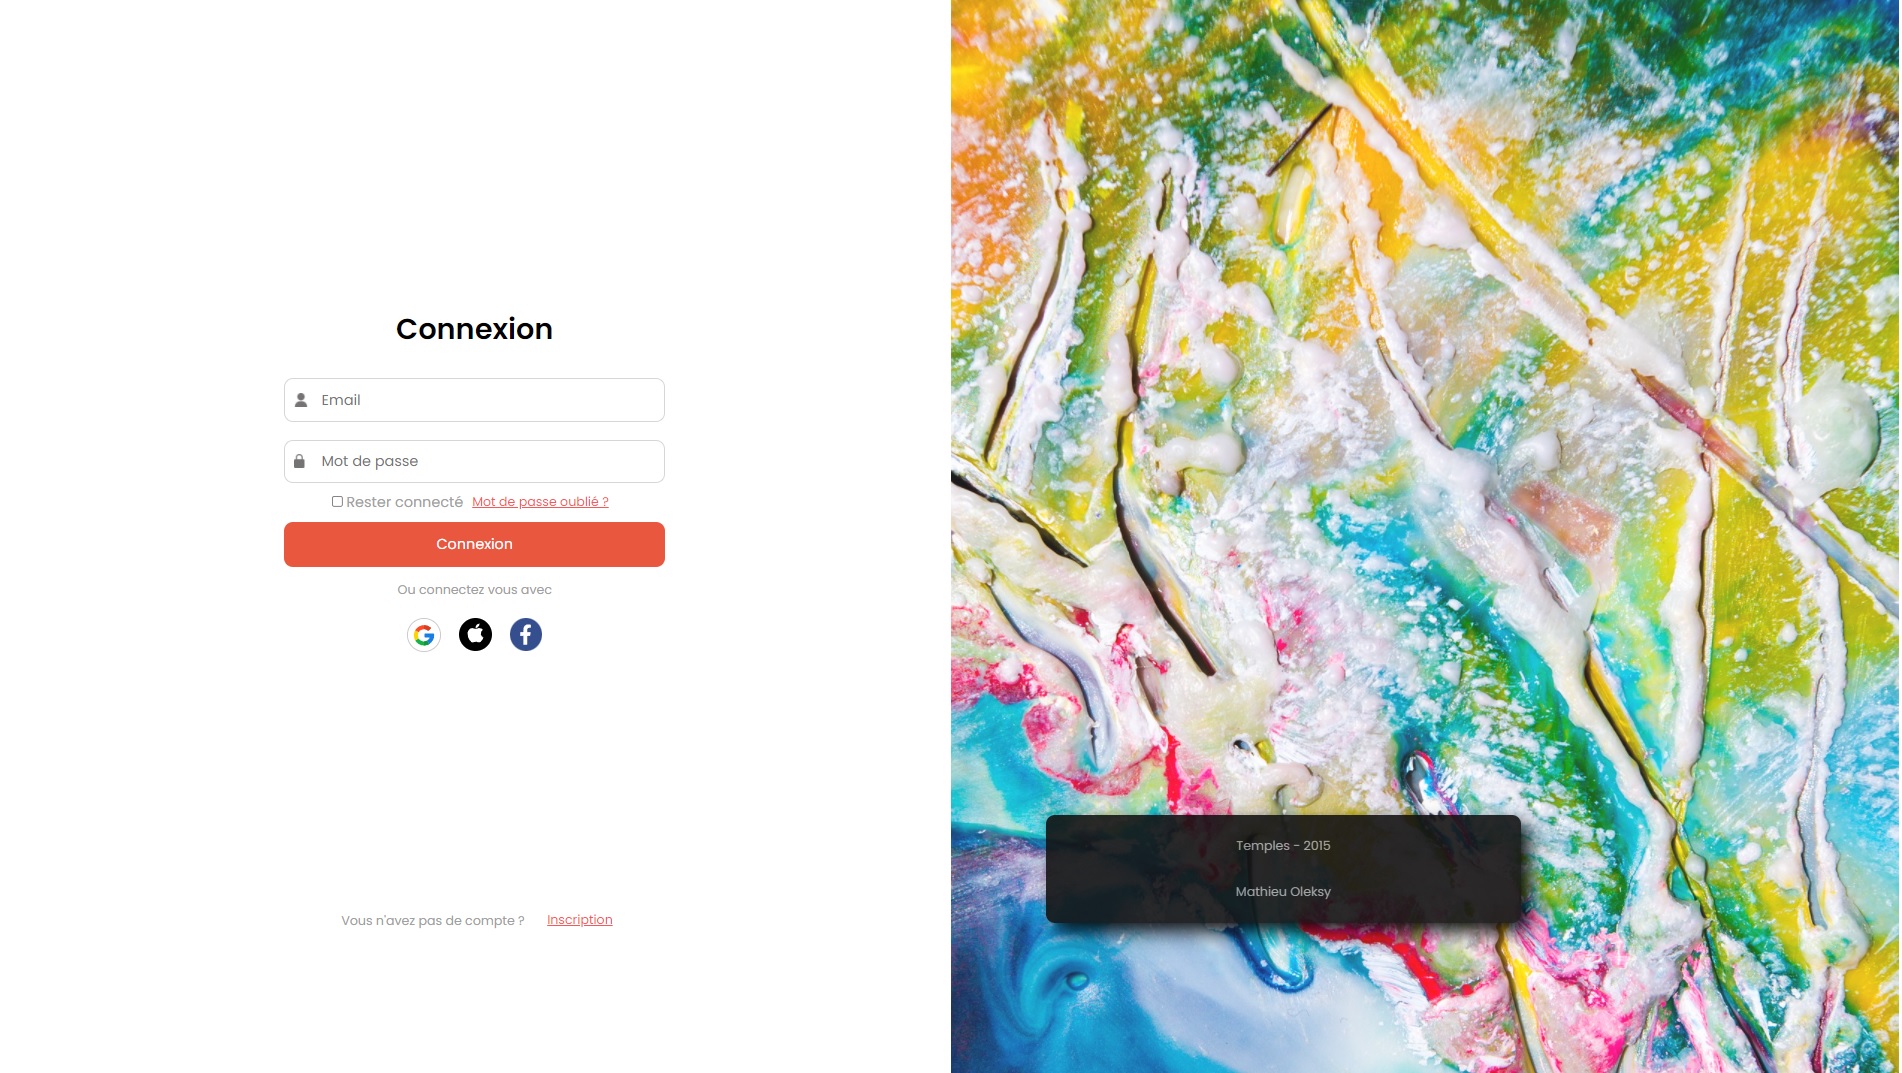 Connexion
Email
Mot de passe
Rester connecté Mot de passe oublié ?
Connexion
Ou connectez vous avec
Vous n'avez pas de compte ? Inscription
Temples - 2015
Mathieu Oleksy